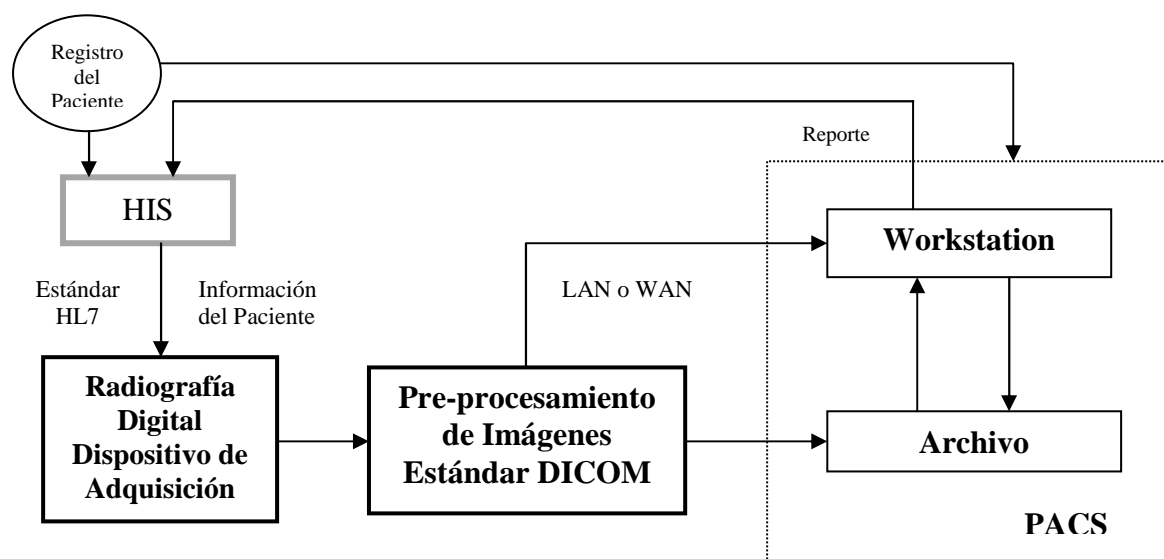 Registro
del
Paciente
Reporte
HIS
Workstation
Estándar
HL7
Información
del Paciente
LAN o WAN
Radiografía
Digital
Dispositivo de
Adquisición
Pre-procesamiento
de Imágenes
Estándar DICOM
Archivo
PACS